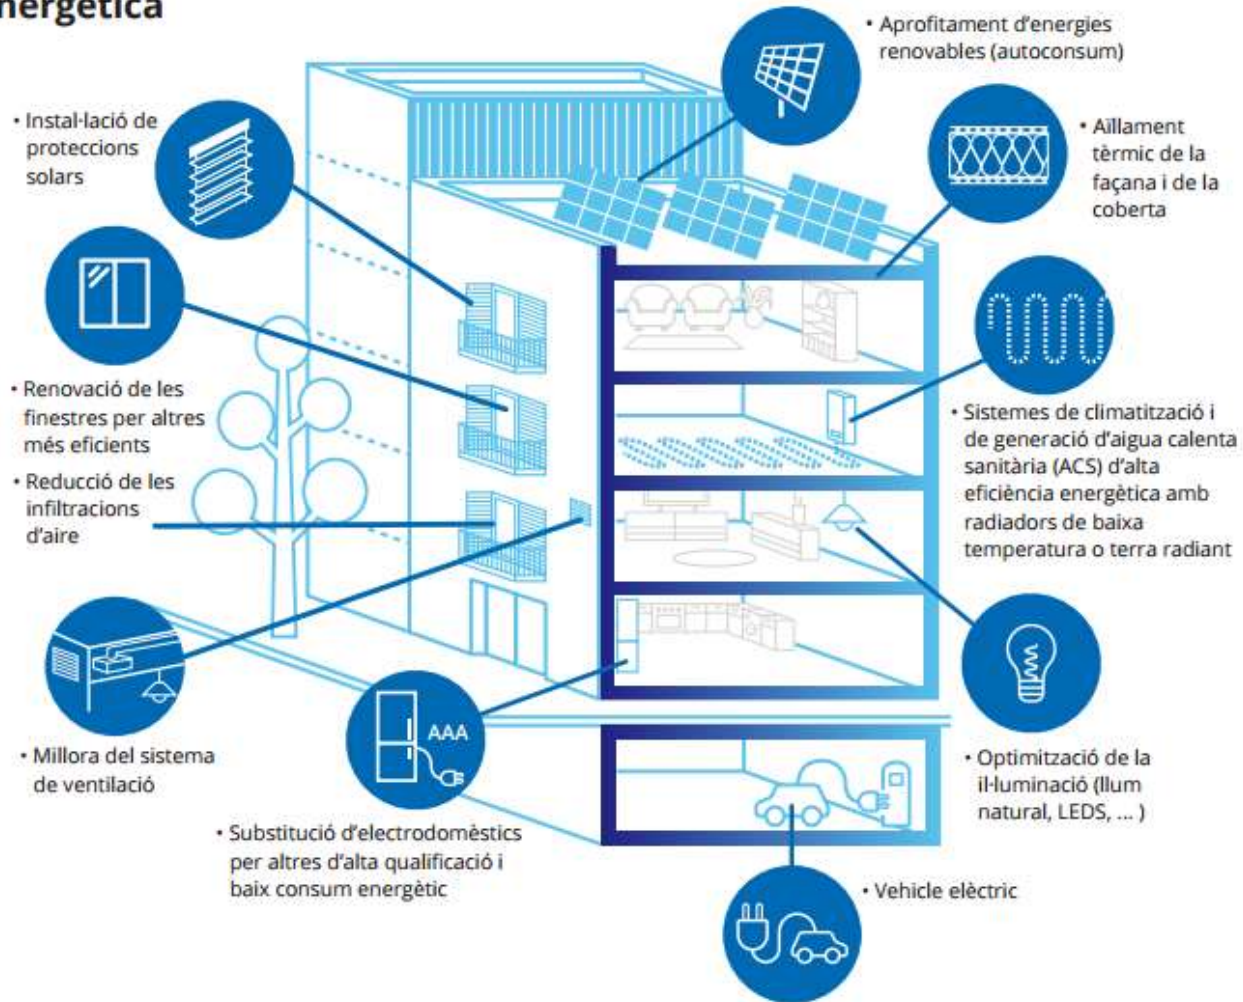 nergètica
• Aprofitament d'energies
renovables (autoconsum)
• Instal·lació de
proteccions
solars
• Aïllament
tèrmic de la
façana i de la
coberta
• Renovació de les
finestres per altres
més eficients
• Reducció de les
infiltracions
d'aire
• Sistemes de climatització i
de generació d'aigua calenta
sanitària (ACS) d'alta
eficiència energètica amb
radiadors de baixa
temperatura o terra radiant
• Millora del sistema
de ventilació
AAA
• Substitució d'electrodomèstics
per altres d'alta qualificació i
baix consum energètic
• Optimització de la
il·luminació (llum
natural, LEDS, ... )
• Vehicle elèctric